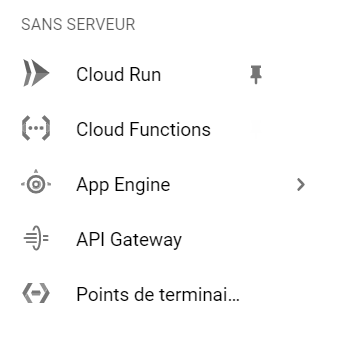 SANS SERVEUR
Cloud Run
Cloud Functions
App Engine
API Gateway
Points de terminai...